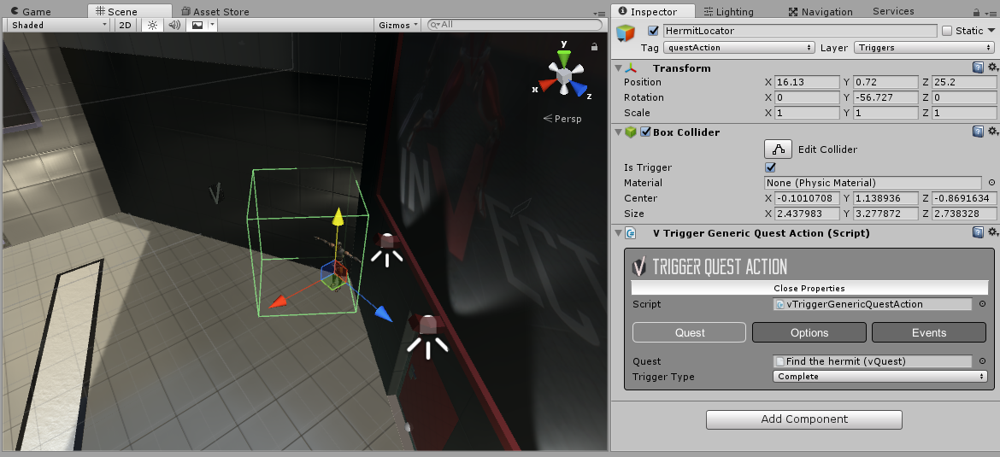 Game
Scene
Asset Store
Shaded
2D
Gizmos
All
y
x
z
Persp
V
Inspector
Lighting
Navigation
Services
HermitLocator
Static
Tag
questAction
Layer
Triggers
Transform
Position X 16.13 Y 0.72 Z 25.2
Rotation X 0 Y -56.727 Z 0
Scale X 1 Y 1 Z 1
Box Collider
Edit Collider
Is Trigger
Material None (Physic Material)
Center X -0.1010708 Y 1.138936 Z -0.8691634
Size X 2.437983 Y 3.277872 Z 2.738328
V Trigger Generic Quest Action (Script)
TRIGGER QUEST ACTION
Close Properties
Script vTriggerGenericQuestAction
Quest Options Events
Quest Find the hermit (vQuest)
Trigger Type Complete
Add Component